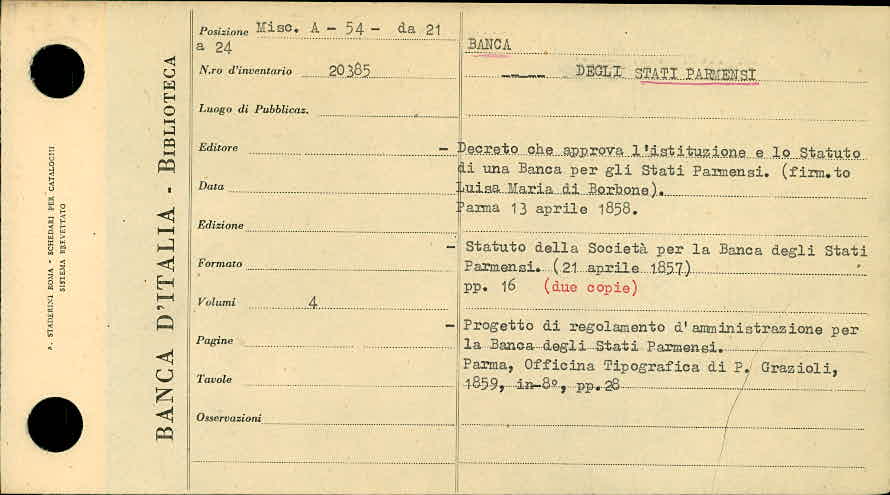 A. STADERINI ROMA - SCHEDARI PER CATALOGHI
SISTEMA BREVETTATO
BANCA D'ITALIA - BIBLIOTECA
Posizione Misc. A - 54 - da 21
a 24
N.ro d'inventario 20385
Luogo di Pubblicaz.
Editore
Data
Edizione
Formato
Volumi 4
Pagine
Tavole
Osservazioni
BANCA
----- DEGLI STATI PARMENSI
- Decreto che approva l'istituzione e lo Statuto
di una Banca per gli Stati Parmensi. (firm.to
Luisa Maria di Borbone).
Parma 13 aprile 1858.
- Statuto della Società per la Banca degli Stati
Parmensi. (21 aprile 1857)
pp. 16 (due copie)
- Progetto di regolamento d'amministrazione per
la Banca degli Stati Parmensi.
Parma, Officina Tipografica di P. Grazioli,
1859, in-8°, pp.28